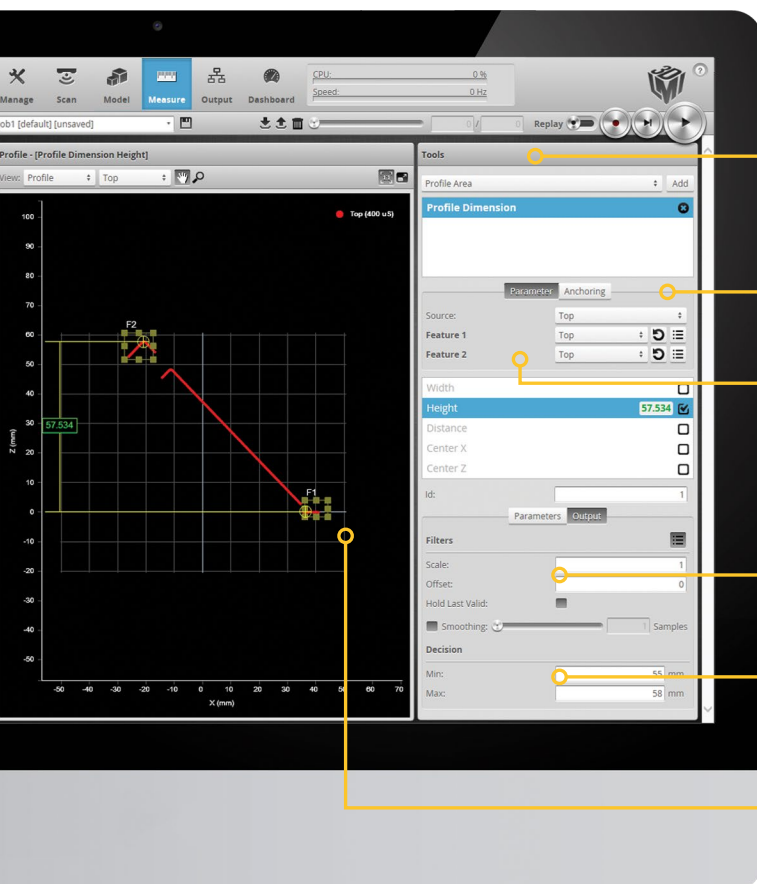 CPU: 0 %
Speed: 0 Hz
Manage Scan Model Measure Output Dashboard
ob1 [default] [unsaved]
0 / 0 Replay
Profile - [Profile Dimension Height]
View: Profile Top
Top (400 uS)
100
90
80
70
60
50
40
30
20
10
0
-10
-20
-30
-40
-50
Z (mm)
F2
57.534
F1
-50 -40 -30 -20 -10 0 10 20 30 40 50 60 70
X (mm)
Tools
Profile Area Add
Profile Dimension
Parameter Anchoring
Source: Top
Feature 1 Top
Feature 2 Top
Width
Height 57.534
Distance
Center X
Center Z
Id: 1
Parameters Output
Filters
Scale: 1
Offset: 0
Hold Last Valid:
Smoothing: 1 Samples
Decision
Min: 55 mm
Max: 58 mm